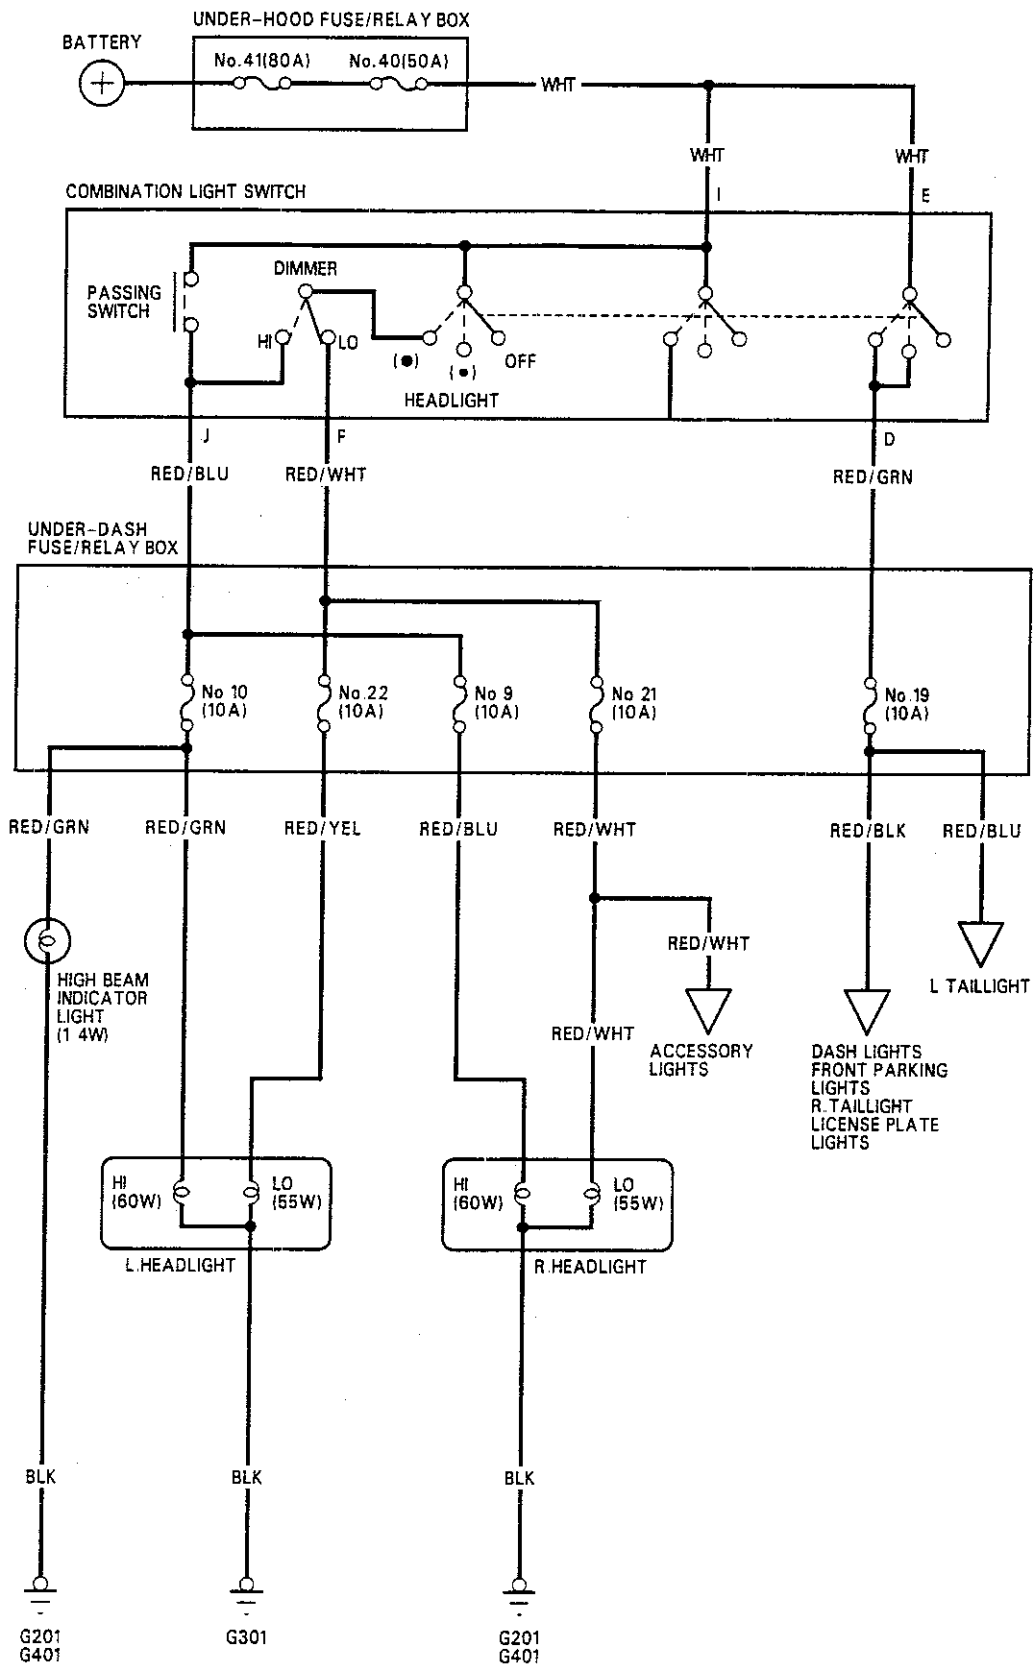 UNDER-HOOD FUSE/RELAY BOX
BATTERY
No.41(80A)
No.40(50A)
WHT
WHT
WHT
COMBINATION LIGHT SWITCH
I
E
DIMMER
PASSING
SWITCH
HI
LO
(●)
(•)
OFF
HEADLIGHT
J
F
D
RED/BLU
RED/WHT
RED/GRN
UNDER-DASH
FUSE/RELAY BOX
No 10
(10A)
No.22
(10A)
No 9
(10A)
No 21
(10A)
No.19
(10A)
RED/GRN
RED/GRN
RED/YEL
RED/BLU
RED/WHT
RED/BLK
RED/BLU
RED/WHT
HIGH BEAM
INDICATOR
LIGHT
(1 4W)
L TAILLIGHT
RED/WHT
ACCESSORY
LIGHTS
DASH LIGHTS
FRONT PARKING
LIGHTS
R.TAILLIGHT
LICENSE PLATE
LIGHTS
HI
(60W)
LO
(55W)
HI
(60W)
LO
(55W)
L.HEADLIGHT
R.HEADLIGHT
BLK
BLK
BLK
G201
G401
G301
G201
G401